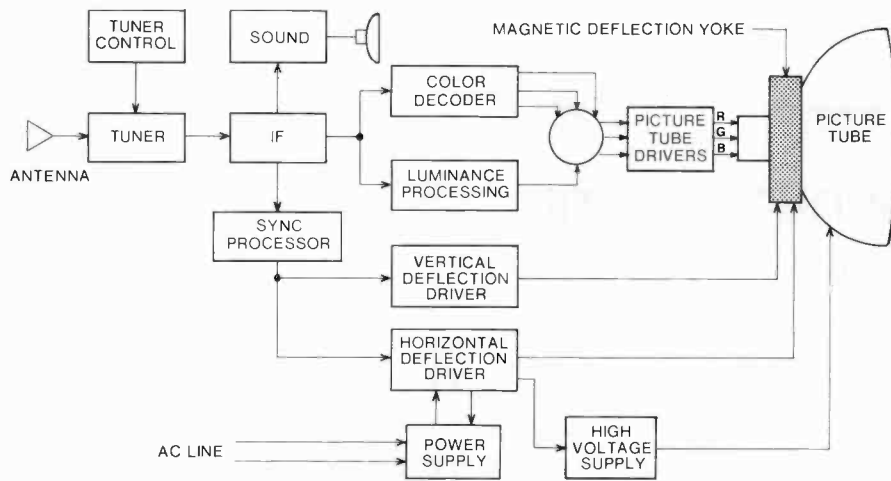 TUNER
CONTROL
SOUND
MAGNETIC DEFLECTION YOKE
COLOR
DECODER
TUNER
IF
PICTURE
TUBE
DRIVERS
R
G
B
PICTURE
TUBE
ANTENNA
LUMINANCE
PROCESSING
SYNC
PROCESSOR
VERTICAL
DEFLECTION
DRIVER
HORIZONTAL
DEFLECTION
DRIVER
AC LINE
POWER
SUPPLY
HIGH
VOLTAGE
SUPPLY